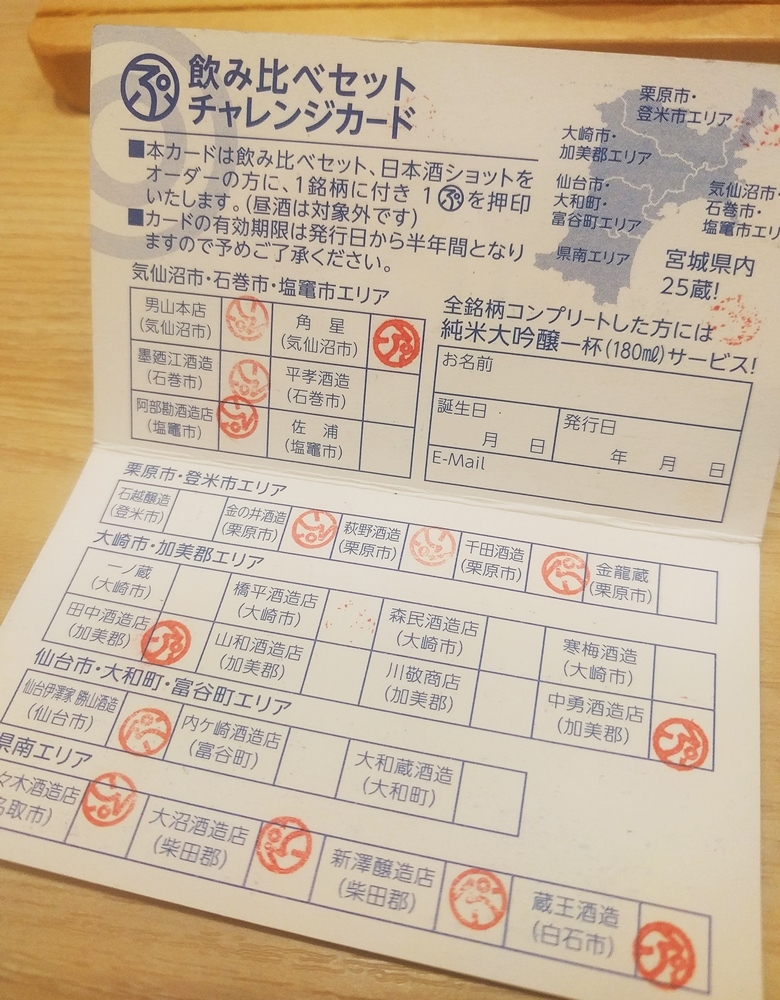 ぷ 飲み比べセット
チャレンジカード
■本カードは飲み比べセット、日本酒ショットを
オーダーの方に、1銘柄に付き 1ぷを押印
いたします。(昼酒は対象外です)
■カードの有効期限は発行日から半年間となり
ますので予めご了承ください。
栗原市・
登米市エリア
大崎市・
加美郡エリア
仙台市・
大和町・
富谷町エリア
気仙沼市・
石巻市・
塩竈市エリ
県南エリア
宮城県内
25蔵!
気仙沼市・石巻市・塩竈市エリア
男山本店 角星
(気仙沼市) (気仙沼市)
墨廼江酒造 平孝酒造
(石巻市) (石巻市)
阿部勘酒造店 佐浦
(塩竈市) (塩竈市)
全銘柄コンプリートした方には
純米大吟醸一杯(180㎖)サービス!
お名前
誕生日 発行日
月 日 年 月 日
E-Mail
栗原市・登米市エリア
石越醸造 金の井酒造 萩野酒造 千田酒造 金龍蔵
(登米市) (栗原市) (栗原市) (栗原市) (栗原市)
大崎市・加美郡エリア
一ノ蔵 橋平酒造店 森民酒造店 寒梅酒造
(大崎市) (大崎市) (大崎市) (大崎市)
田中酒造店 山和酒造店 川敬商店 中勇酒造店
(加美郡) (加美郡) (加美郡) (加美郡)
仙台市・大和町・富谷町エリア
仙台伊澤家 勝山酒造 内ケ崎酒造店 大和蔵酒造
(仙台市) (富谷町) (大和町)
県南エリア
々木酒造店 大沼酒造店 新澤醸造店 蔵王酒造
名取市) (柴田郡) (柴田郡) (白石市)